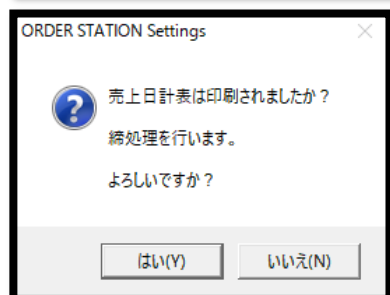 ORDER STATION Settings
売上日計表は印刷されましたか？
締処理を行います。
よろしいですか？
はい(Y)
いいえ(N)